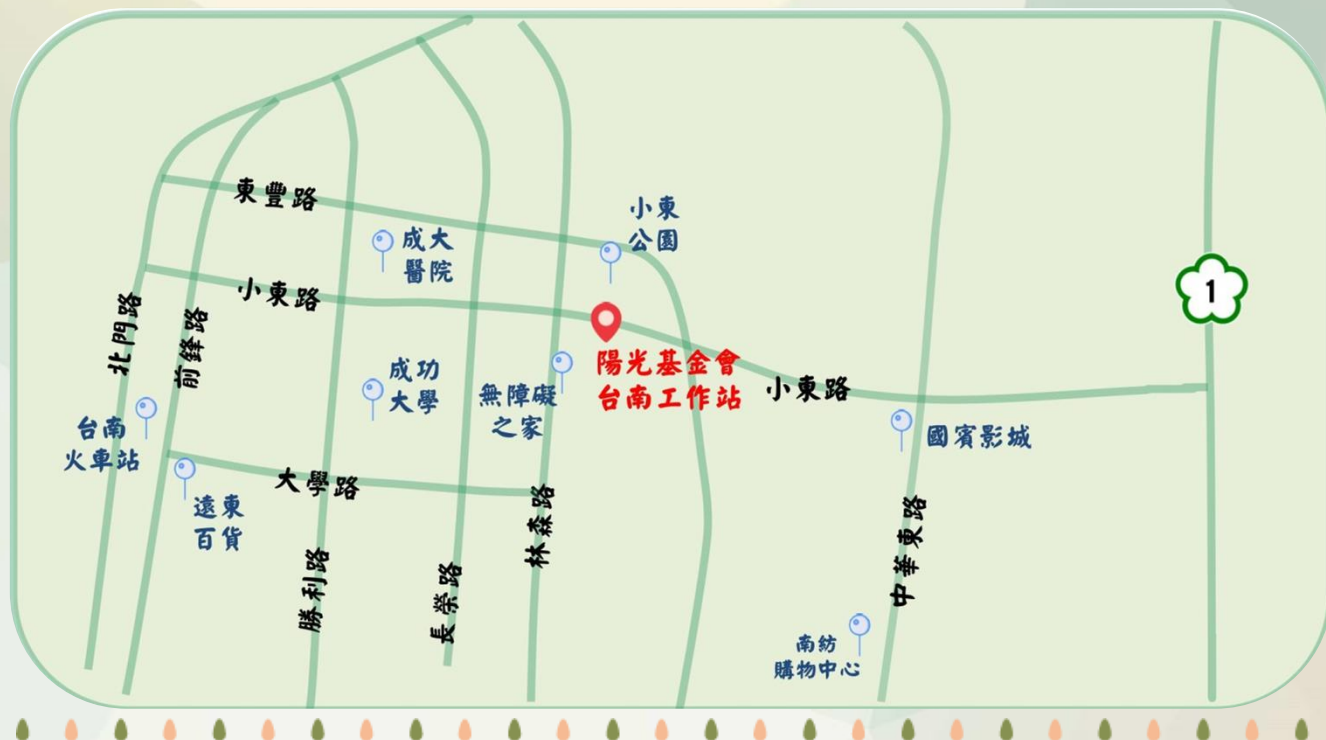 東豐路
小東
公園
成大
醫院
小東路
1
北門路
前鋒路
陽光基金會
台南工作站
成功
大學
無障礙
之家
小東路
台南
火車站
國賓影城
大學路
遠東
百貨
林森路
中華東路
勝利路
長榮路
南紡
購物中心